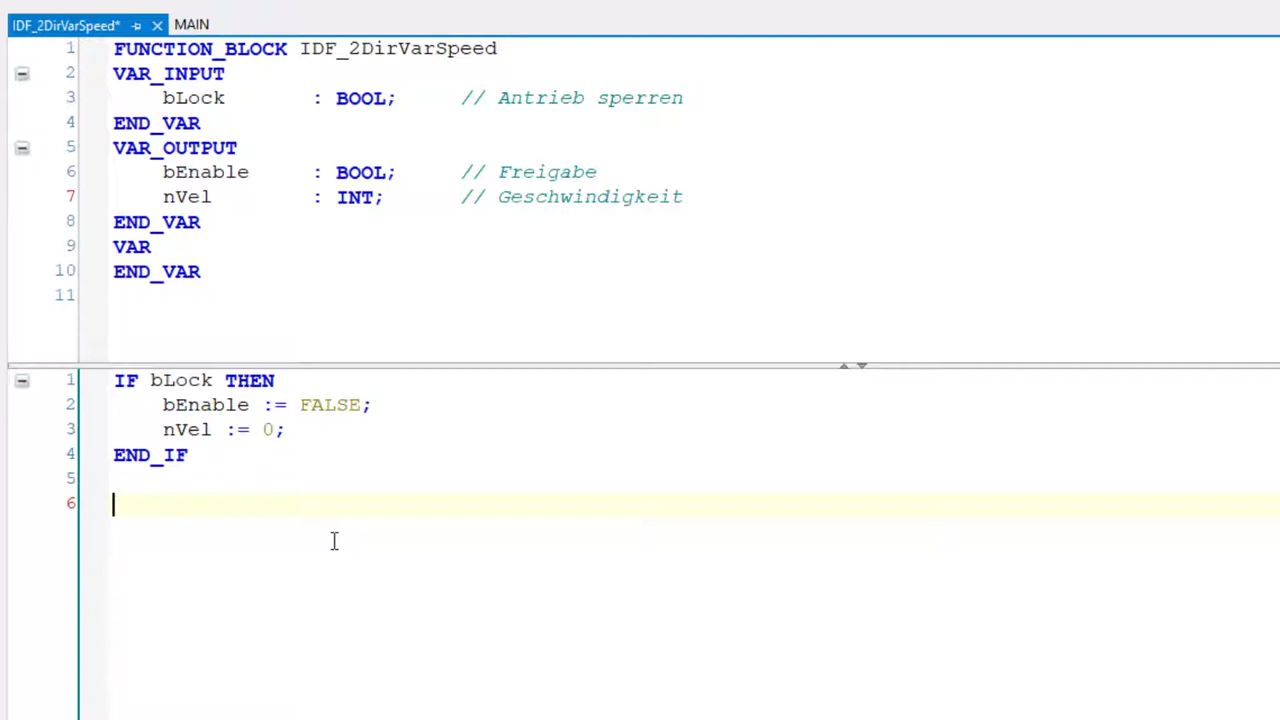 IDF_2DirVarSpeed* MAIN
1 FUNCTION_BLOCK IDF_2DirVarSpeed
2 VAR_INPUT
3 bLock : BOOL; // Antrieb sperren
4 END_VAR
5 VAR_OUTPUT
6 bEnable : BOOL; // Freigabe
7 nVel : INT; // Geschwindigkeit
8 END_VAR
9 VAR
10 END_VAR
11
1 IF bLock THEN
2 bEnable := FALSE;
3 nVel := 0;
4 END_IF
5
6